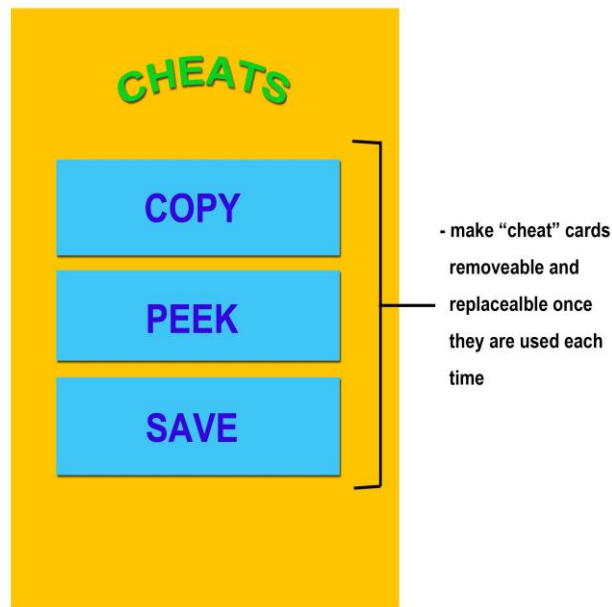 CHEATS
COPY
PEEK
SAVE
- make “cheat” cards
removeable and
replacealble once
they are used each
time